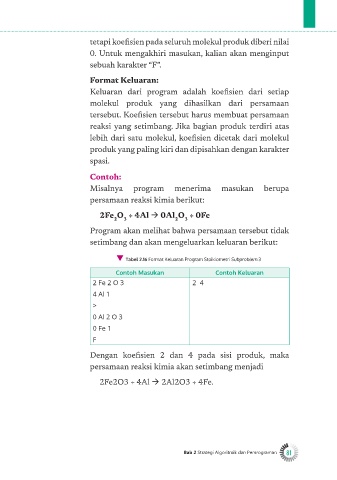 tetapi koefisien pada seluruh molekul produk diberi nilai
0. Untuk mengakhiri masukan, kalian akan menginput
sebuah karakter “F”.
Format Keluaran:
Keluaran dari program adalah koefisien dari setiap
molekul produk yang dihasilkan dari persamaan
tersebut. Koefisien tersebut harus membuat persamaan
reaksi yang setimbang. Jika bagian produk terdiri atas
lebih dari satu molekul, koefisien dicetak dari molekul
produk yang paling kiri dan dipisahkan dengan karakter
spasi.
Contoh:
Misalnya program menerima masukan berupa
persamaan reaksi kimia berikut:
2Fe₂O₃ + 4Al → 0Al₂O₃ + 0Fe
Program akan melihat bahwa persamaan tersebut tidak
setimbang dan akan mengeluarkan keluaran berikut:
▼ Tabel 2.16 Format Keluaran Program Stoikiometri Subproblem 3
Contoh Masukan Contoh Keluaran
2 Fe 2 O 3 2 4
4 Al 1
>
0 Al 2 O 3
0 Fe 1
F
Dengan koefisien 2 dan 4 pada sisi produk, maka
persamaan reaksi kimia akan setimbang menjadi
2Fe2O3 + 4Al → 2Al2O3 + 4Fe.
Bab 2 Strategi Algoritmik dan Pemrograman 81